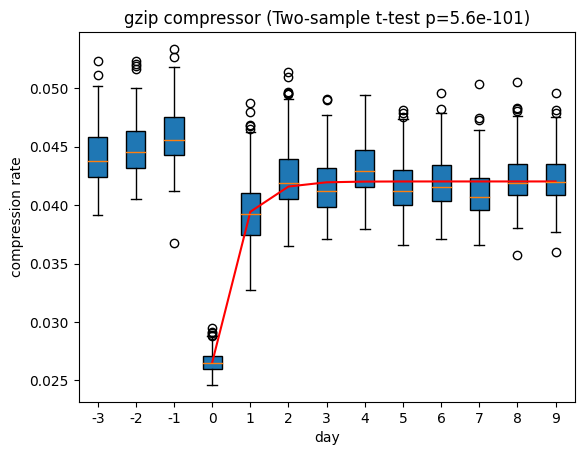 gzip compressor (Two-sample t-test p=5.6e-101)
compression rate
0.050
0.045
0.040
0.035
0.030
0.025
-3 -2 -1 0 1 2 3 4 5 6 7 8 9
day